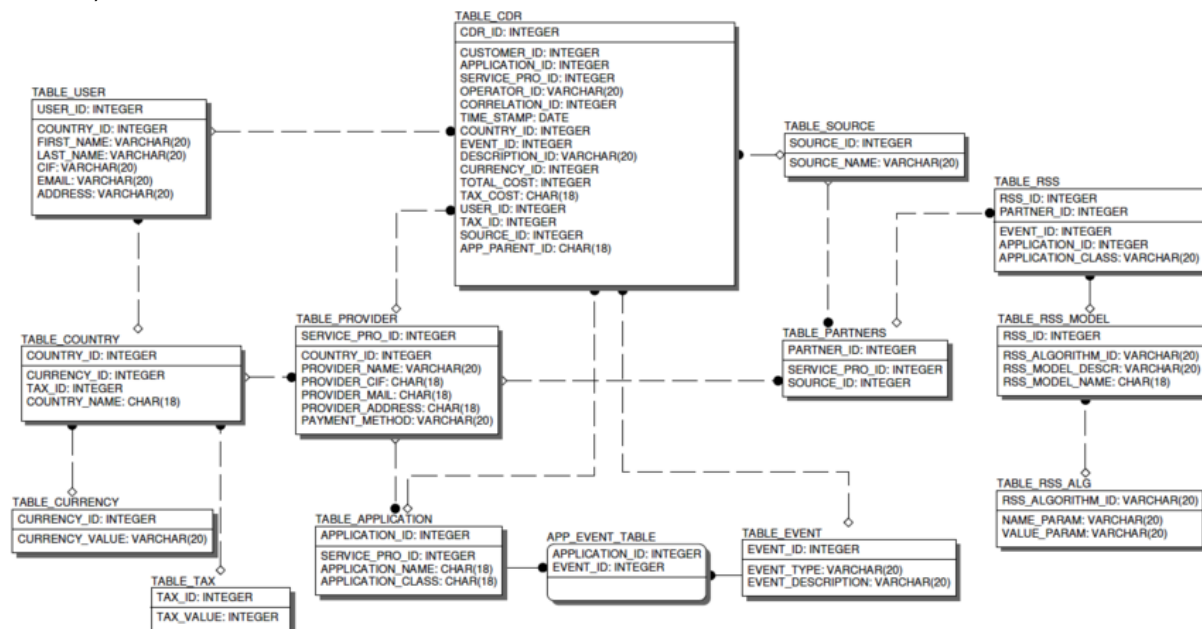 TABLE_CDR
CDR_ID: INTEGER
CUSTOMER_ID: INTEGER
APPLICATION_ID: INTEGER
SERVICE_PRO_ID: INTEGER
OPERATOR_ID: VARCHAR(20)
CORRELATION_ID: INTEGER
TIME_STAMP: DATE
COUNTRY_ID: INTEGER
EVENT_ID: INTEGER
DESCRIPTION_ID: VARCHAR(20)
CURRENCY_ID: INTEGER
TOTAL_COST: INTEGER
TAX_COST: CHAR(18)
USER_ID: INTEGER
TAX_ID: INTEGER
SOURCE_ID: INTEGER
APP_PARENT_ID: CHAR(18)
TABLE_USER
USER_ID: INTEGER
COUNTRY_ID: INTEGER
FIRST_NAME: VARCHAR(20)
LAST_NAME: VARCHAR(20)
CIF: VARCHAR(20)
EMAIL: VARCHAR(20)
ADDRESS: VARCHAR(20)
TABLE_SOURCE
SOURCE_ID: INTEGER
SOURCE_NAME: VARCHAR(20)
TABLE_RSS
RSS_ID: INTEGER
PARTNER_ID: INTEGER
EVENT_ID: INTEGER
APPLICATION_ID: INTEGER
APPLICATION_CLASS: VARCHAR(20)
TABLE_COUNTRY
COUNTRY_ID: INTEGER
CURRENCY_ID: INTEGER
TAX_ID: INTEGER
COUNTRY_NAME: CHAR(18)
TABLE_PROVIDER
SERVICE_PRO_ID: INTEGER
COUNTRY_ID: INTEGER
PROVIDER_NAME: VARCHAR(20)
PROVIDER_CIF: CHAR(18)
PROVIDER_MAIL: CHAR(18)
PROVIDER_ADDRESS: CHAR(18)
PAYMENT_METHOD: VARCHAR(20)
TABLE_PARTNERS
PARTNER_ID: INTEGER
SERVICE_PRO_ID: INTEGER
SOURCE_ID: INTEGER
TABLE_RSS_MODEL
RSS_ID: INTEGER
RSS_ALGORITHM_ID: VARCHAR(20)
RSS_MODEL_DESCR: VARCHAR(20)
RSS_MODEL_NAME: CHAR(18)
TABLE_CURRENCY
CURRENCY_ID: INTEGER
CURRENCY_VALUE: VARCHAR(20)
TABLE_TAX
TAX_ID: INTEGER
TAX_VALUE: INTEGER
TABLE_APPLICATION
APPLICATION_ID: INTEGER
SERVICE_PRO_ID: INTEGER
APPLICATION_NAME: CHAR(18)
APPLICATION_CLASS: CHAR(18)
APP_EVENT_TABLE
APPLICATION_ID: INTEGER
EVENT_ID: INTEGER
TABLE_EVENT
EVENT_ID: INTEGER
EVENT_TYPE: VARCHAR(20)
EVENT_DESCRIPTION: VARCHAR(20)
TABLE_RSS_ALG
RSS_ALGORITHM_ID: VARCHAR(20)
NAME_PARAM: VARCHAR(20)
VALUE_PARAM: VARCHAR(20)